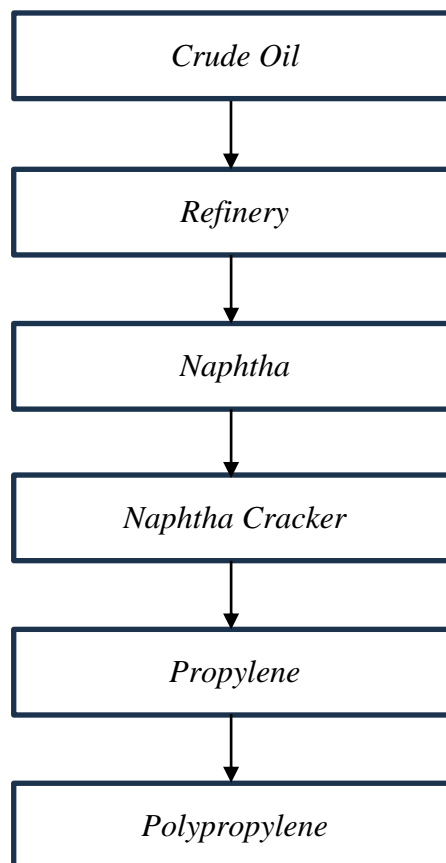 Crude Oil
Refinery
Naphtha
Naphtha Cracker
Propylene
Polypropylene